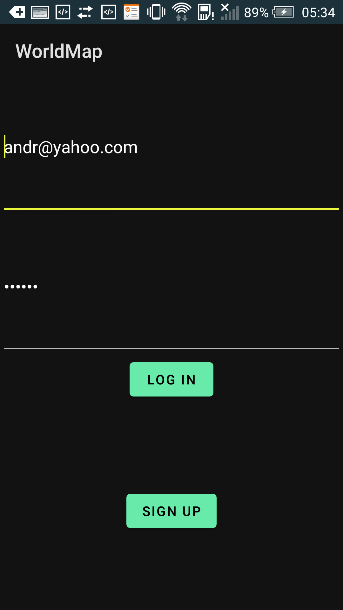 89% 05:34
WorldMap
andr@yahoo.com
••••••
LOG IN
SIGN UP